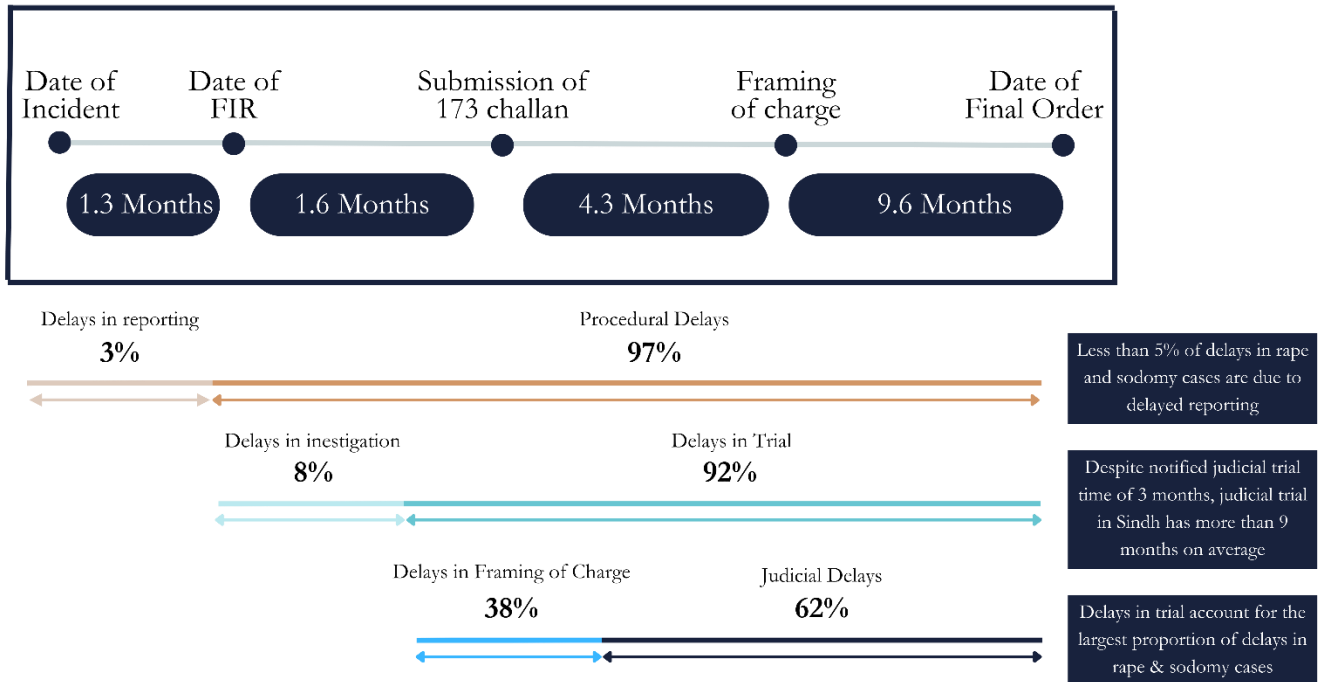 Date of
Incident
Date of
FIR
Submission of
173 challan
Framing
of charge
Date of
Final Order
1.3 Months
1.6 Months
4.3 Months
9.6 Months
Delays in reporting
3%
Procedural Delays
97%
Less than 5% of delays in rape
and sodomy cases are due to
delayed reporting
Delays in inestigation
8%
Delays in Trial
92%
Despite notified judicial trial
time of 3 months, judicial trial
in Sindh has more than 9
months on average
Delays in Framing of Charge
38%
Judicial Delays
62%
Delays in trial account for the
largest proportion of delays in
rape & sodomy cases